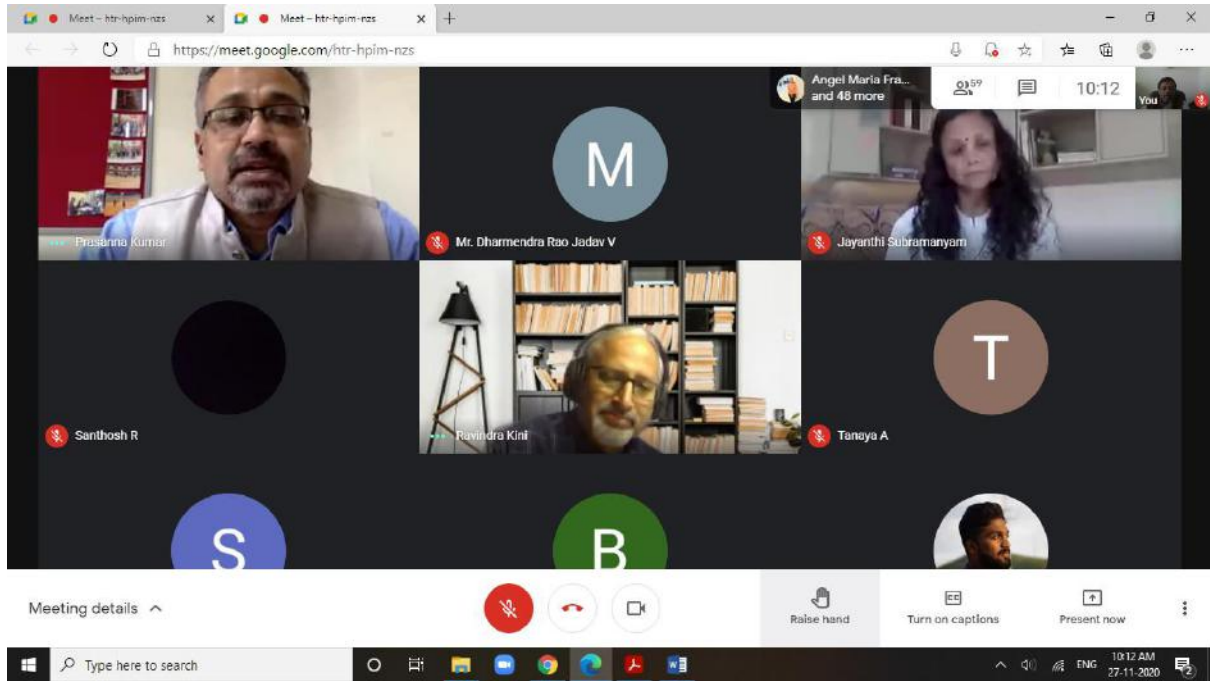 Meet – htr-hpim-nzs
Meet – htr-hpim-nzs
https://meet.google.com/htr-hpim-nzs
Angel Maria Fra...
and 48 more
59
10:12
You
Prasanna Kumar
M
Mr. Dharmendra Rao Jadav V
Jayanthi Subramanyam
Santhosh R
Ravindra Kini
T
Tanaya A
S
B
Meeting details
Raise hand
CC
Turn on captions
Present now
Type here to search
ENG
10:12 AM
27-11-2020
2